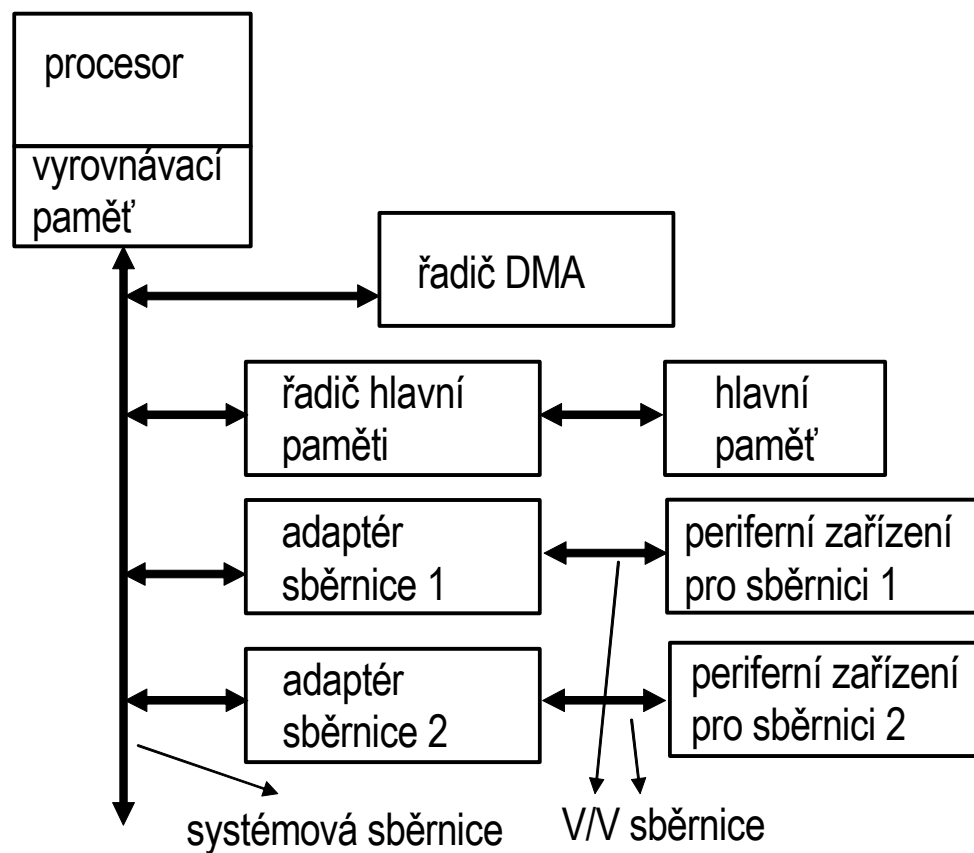 procesor
vyrovnávací
paměť
řadič DMA
řadič hlavní
paměti
hlavní
paměť
adaptér
sběrnice 1
periferní zařízení
pro sběrnici 1
adaptér
sběrnice 2
periferní zařízení
pro sběrnici 2
systémová sběrnice
V/V sběrnice